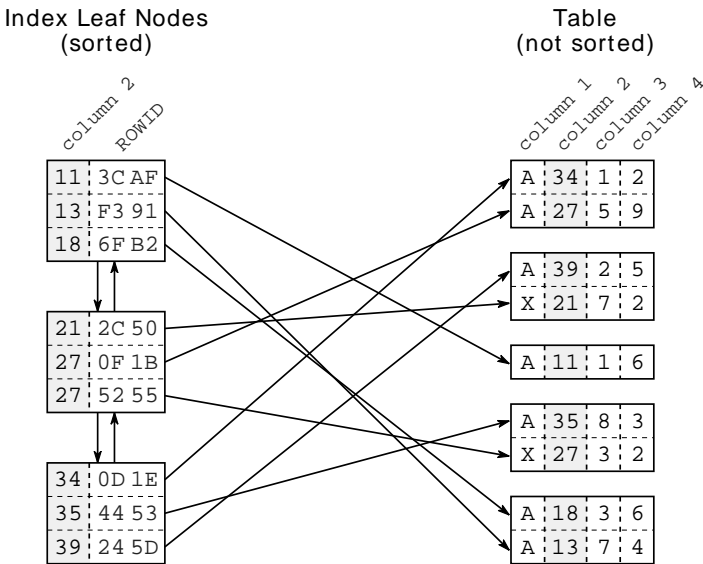 Index Leaf Nodes
(sorted)
column 2
ROWID
11 3C AF
13 F3 91
18 6F B2
21 2C 50
27 0F 1B
27 52 55
34 0D 1E
35 44 53
39 24 5D
Table
(not sorted)
column 1
column 2
column 3
column 4
A 34 1 2
A 27 5 9
A 39 2 5
X 21 7 2
A 11 1 6
A 35 8 3
X 27 3 2
A 18 3 6
A 13 7 4